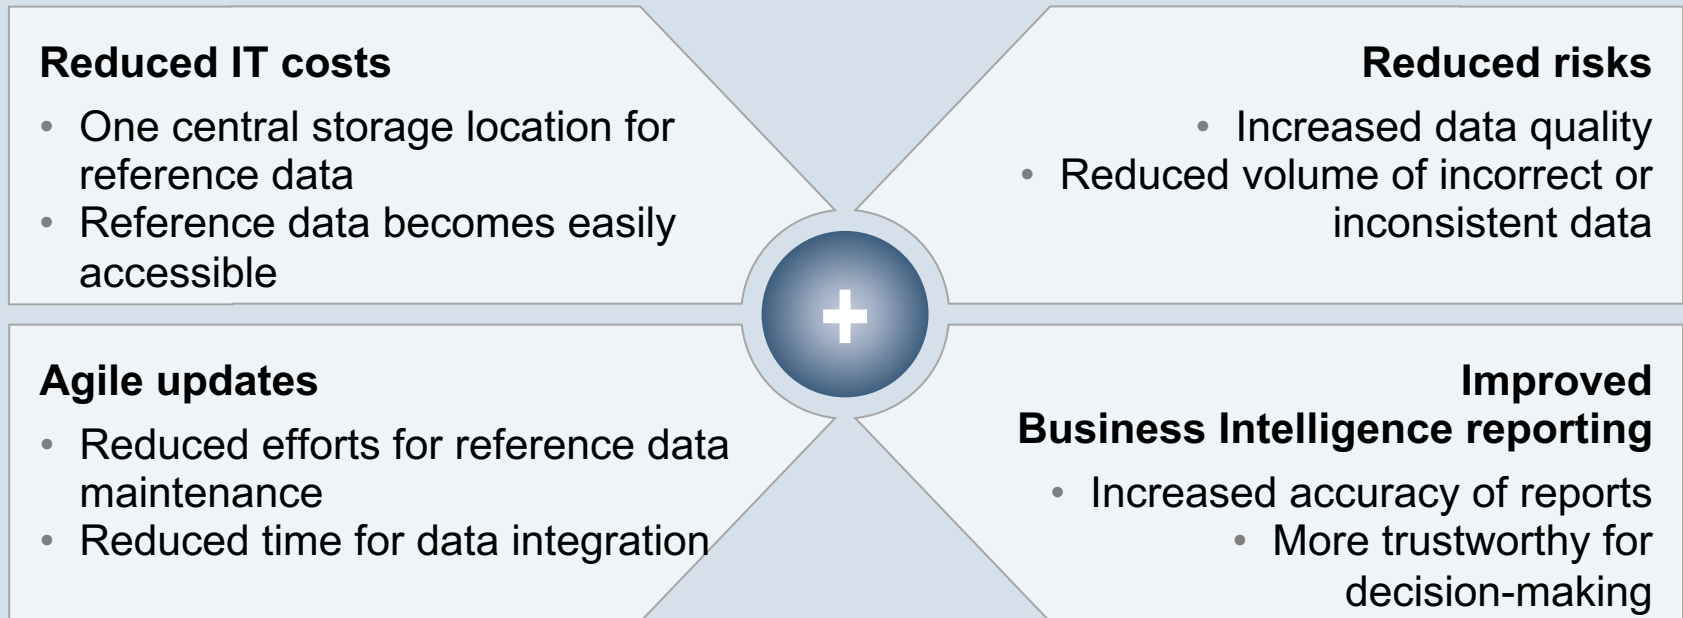 Reduced IT costs
• One central storage location for
reference data
• Reference data becomes easily
accessible
Reduced risks
• Increased data quality
• Reduced volume of incorrect or
inconsistent data
+
Agile updates
• Reduced efforts for reference data
maintenance
• Reduced time for data integration
Improved
Business Intelligence reporting
• Increased accuracy of reports
• More trustworthy for
decision-making